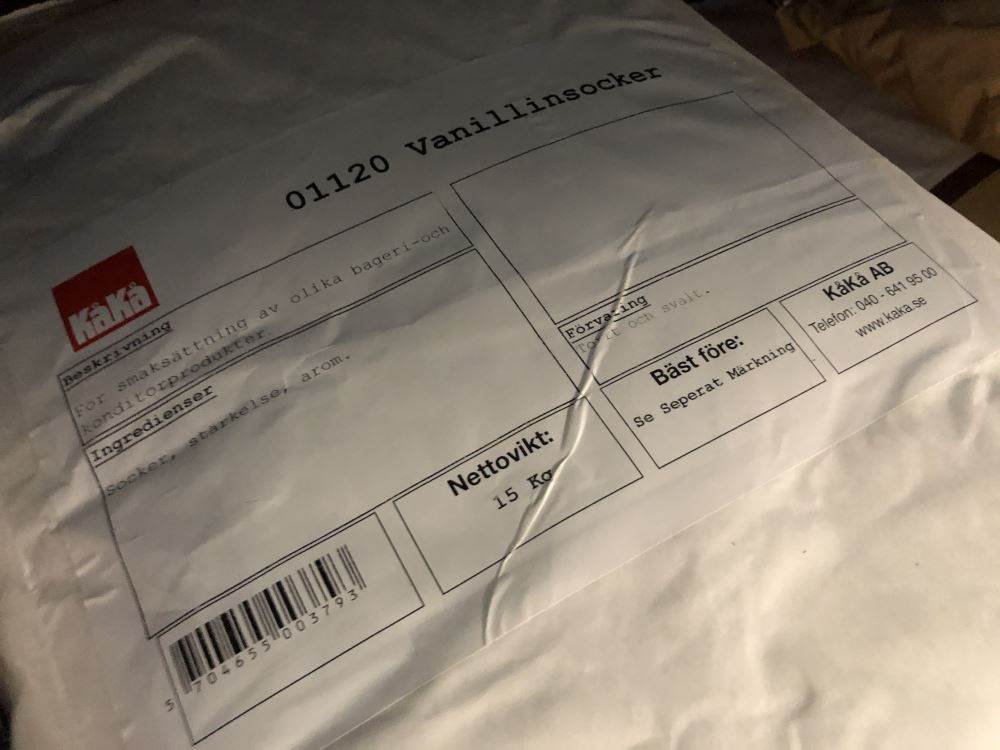 01120 Vanillinsocker
KåKå
Beskrivning
För smaksättning av olika bageri-och
konditorprodukter
Ingredienser
Socker, stärkelse, arom.
Förvaring
Torrt och svalt.
Nettovikt:
15 Kg
Bäst före:
Se Seperat Märkning
KåKå AB
Telefon: 040 - 641 95 00
www.kaka.se
5 704655 003793